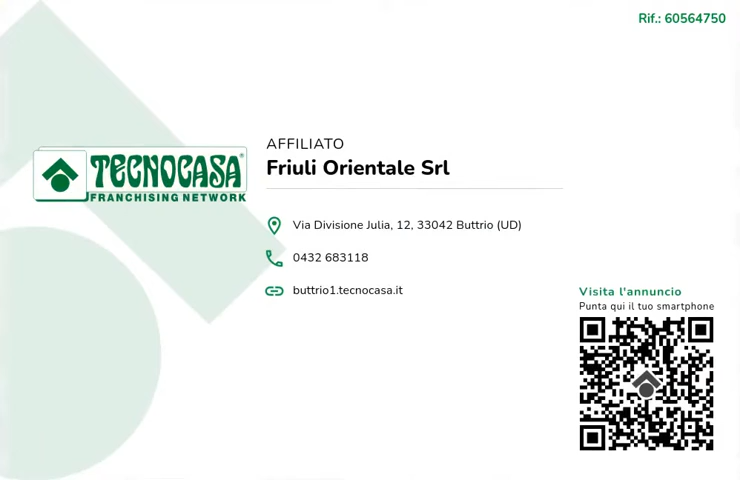 Rif.: 60564750
AFFILIATO
Friuli Orientale Srl
TECNOCASA®
FRANCHISING NETWORK
Via Divisione Julia, 12, 33042 Buttrio (UD)
0432 683118
buttrio1.tecnocasa.it
Visita l'annuncio
Punta qui il tuo smartphone